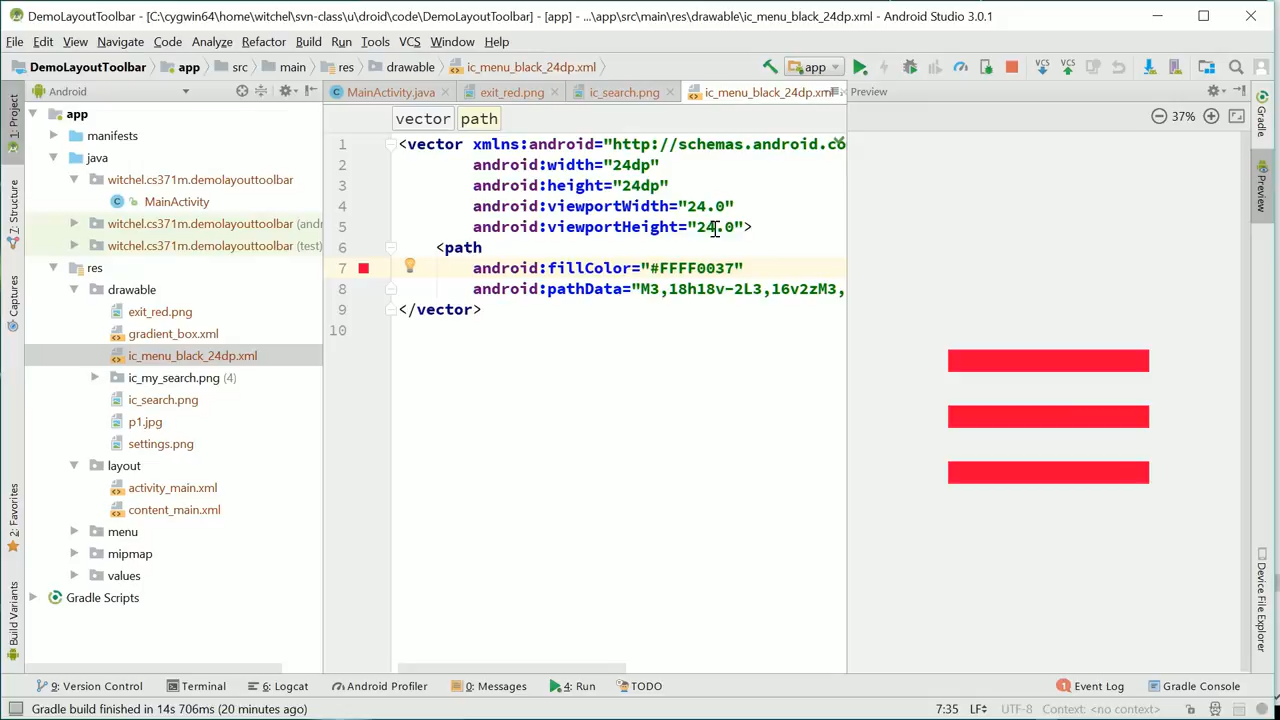 DemoLayoutToolbar - [C:\cygwin64\home\witchel\svn-class\u\droid\code\DemoLayoutToolbar] - [app] - ...\app\src\main\res\drawable\ic_menu_black_24dp.xml - Android Studio 3.0.1
File Edit View Navigate Code Analyze Refactor Build Run Tools VCS Window Help
DemoLayoutToolbar app src main res drawable ic_menu_black_24dp.xml app VCS VCS
Android MainActivity.java exit_red.png ic_search.png ic_menu_black_24dp.xml Preview
vector path 37%
app
manifests
java
witchel.cs371m.demolayouttoolbar
MainActivity
witchel.cs371m.demolayouttoolbar (and
witchel.cs371m.demolayouttoolbar (test)
res
drawable
exit_red.png
gradient_box.xml
ic_menu_black_24dp.xml
ic_my_search.png (4)
ic_search.png
p1.jpg
settings.png
layout
activity_main.xml
content_main.xml
menu
mipmap
values
Gradle Scripts
1 <vector xmlns:android="http://schemas.android.co
2 android:width="24dp"
3 android:height="24dp"
4 android:viewportWidth="24.0"
5 android:viewportHeight="24.0">
6 <path
7 android:fillColor="#FFFF0037"
8 android:pathData="M3,18h18v-2L3,16v2zM3,
9 </vector>
10
1: Project
7: Structure
Captures
2: Favorites
Build Variants
Gradle
Preview
Device File Explorer
9: Version Control Terminal 6: Logcat Android Profiler 0: Messages 4: Run TODO 1 Event Log Gradle Console
Gradle build finished in 14s 706ms (20 minutes ago) 7:35 LF UTF-8 Context: <no context>